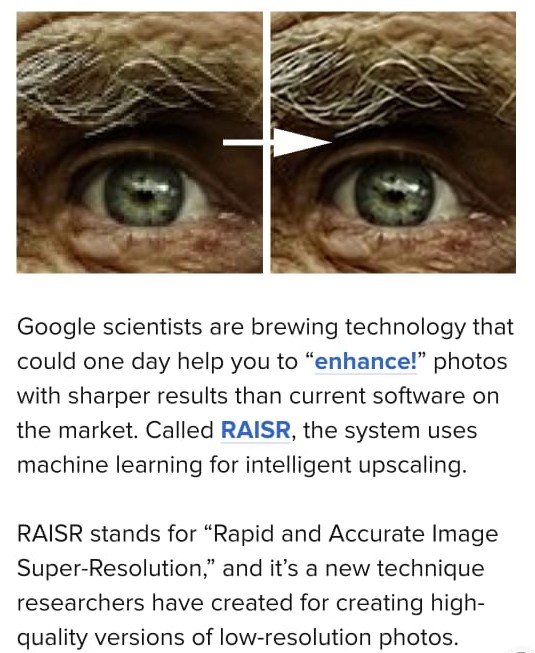 Google scientists are brewing technology that
could one day help you to “enhance!” photos
with sharper results than current software on
the market. Called RAISR, the system uses
machine learning for intelligent upscaling.
RAISR stands for “Rapid and Accurate Image
Super-Resolution,” and it’s a new technique
researchers have created for creating high-
quality versions of low-resolution photos.